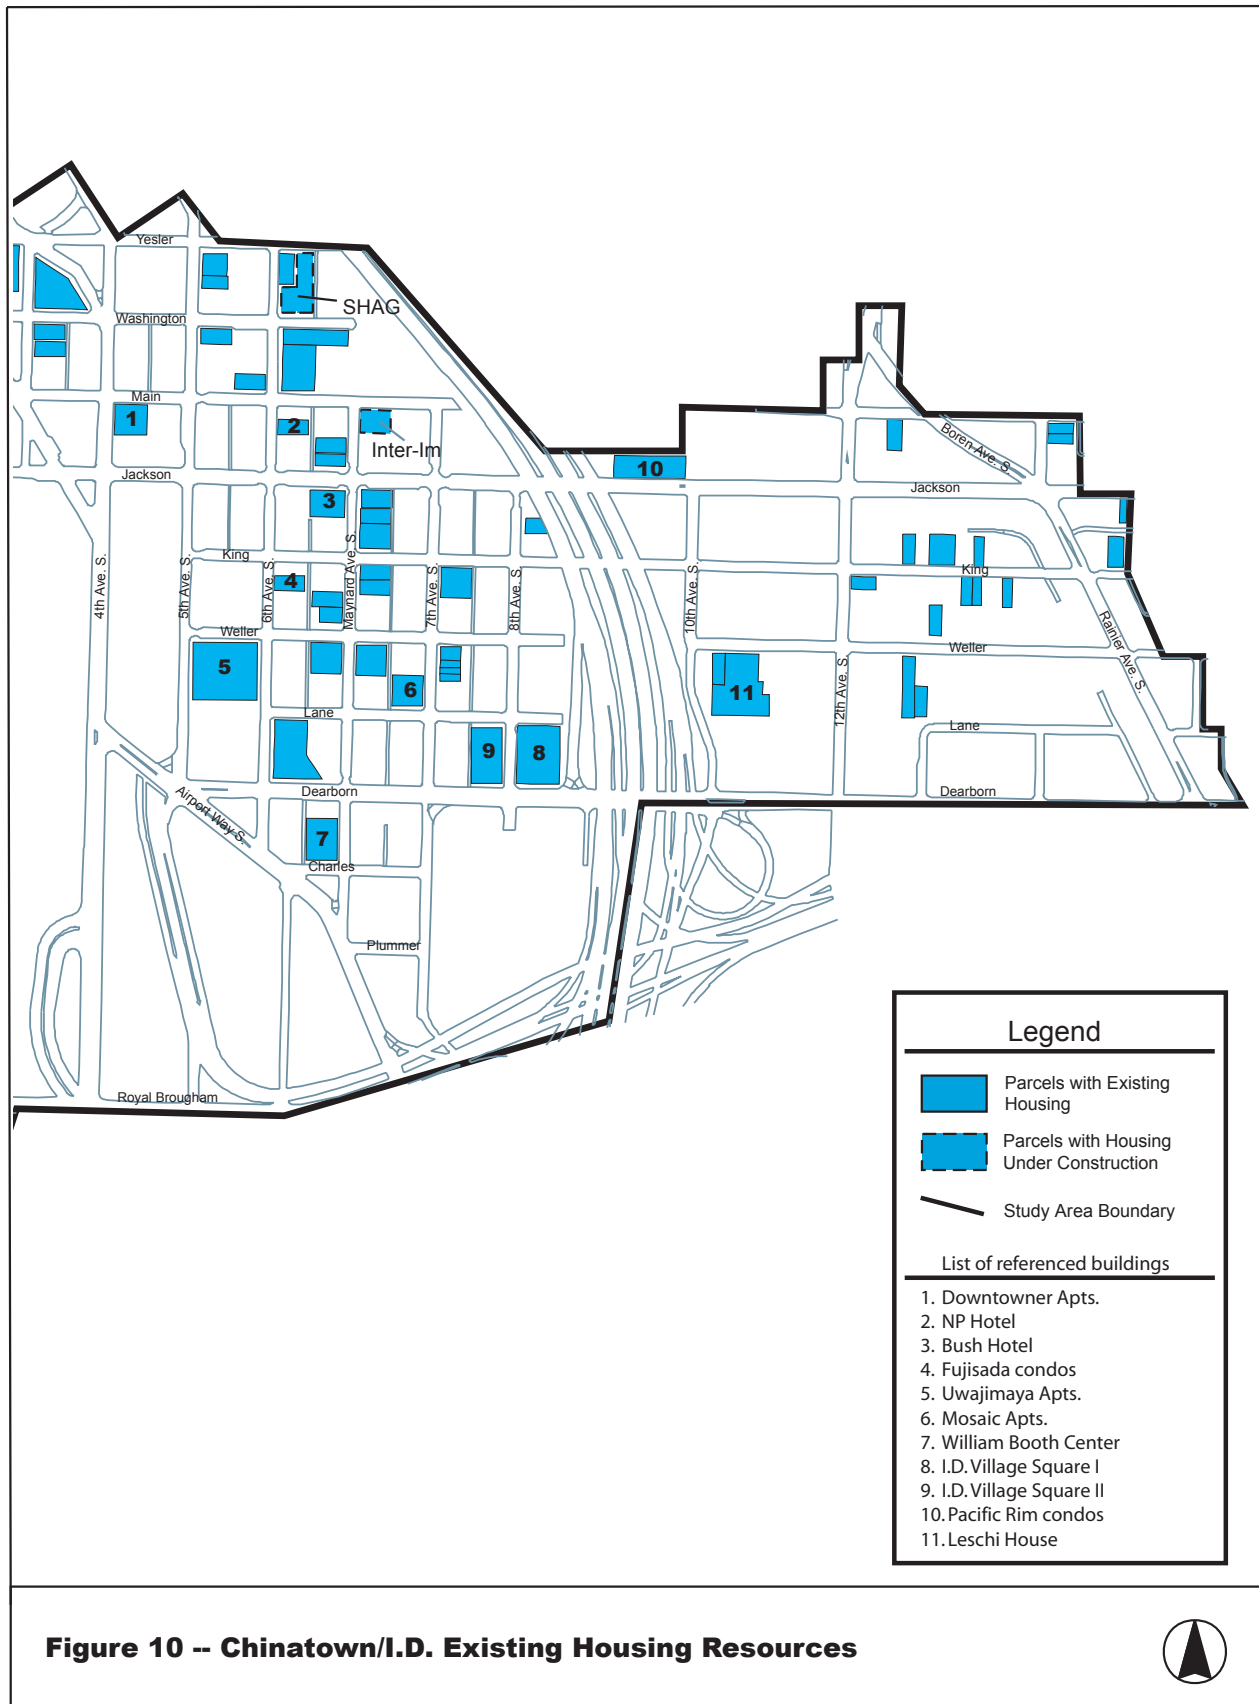 Yesler
SHAG
Washington
Main
1
2
Inter-Im
Boren Ave. S.
10
Jackson
Jackson
3
4th Ave. S.
5th Ave. S.
King
6th Ave. S.
Maynard Ave. S.
7th Ave. S.
8th Ave. S.
10th Ave. S.
King
4
Rainier Ave. S.
Weller
Weller
5
6
11
12th Ave. S.
Lane
Lane
9
8
Dearborn
Dearborn
Airport Way S.
7
Charles
Plummer
Royal Brougham
Legend
Parcels with Existing
Housing
Parcels with Housing
Under Construction
Study Area Boundary
List of referenced buildings
1. Downtowner Apts.
2. NP Hotel
3. Bush Hotel
4. Fujisada condos
5. Uwajimaya Apts.
6. Mosaic Apts.
7. William Booth Center
8. I.D. Village Square I
9. I.D. Village Square II
10. Pacific Rim condos
11. Leschi House
Figure 10 -- Chinatown/I.D. Existing Housing Resources